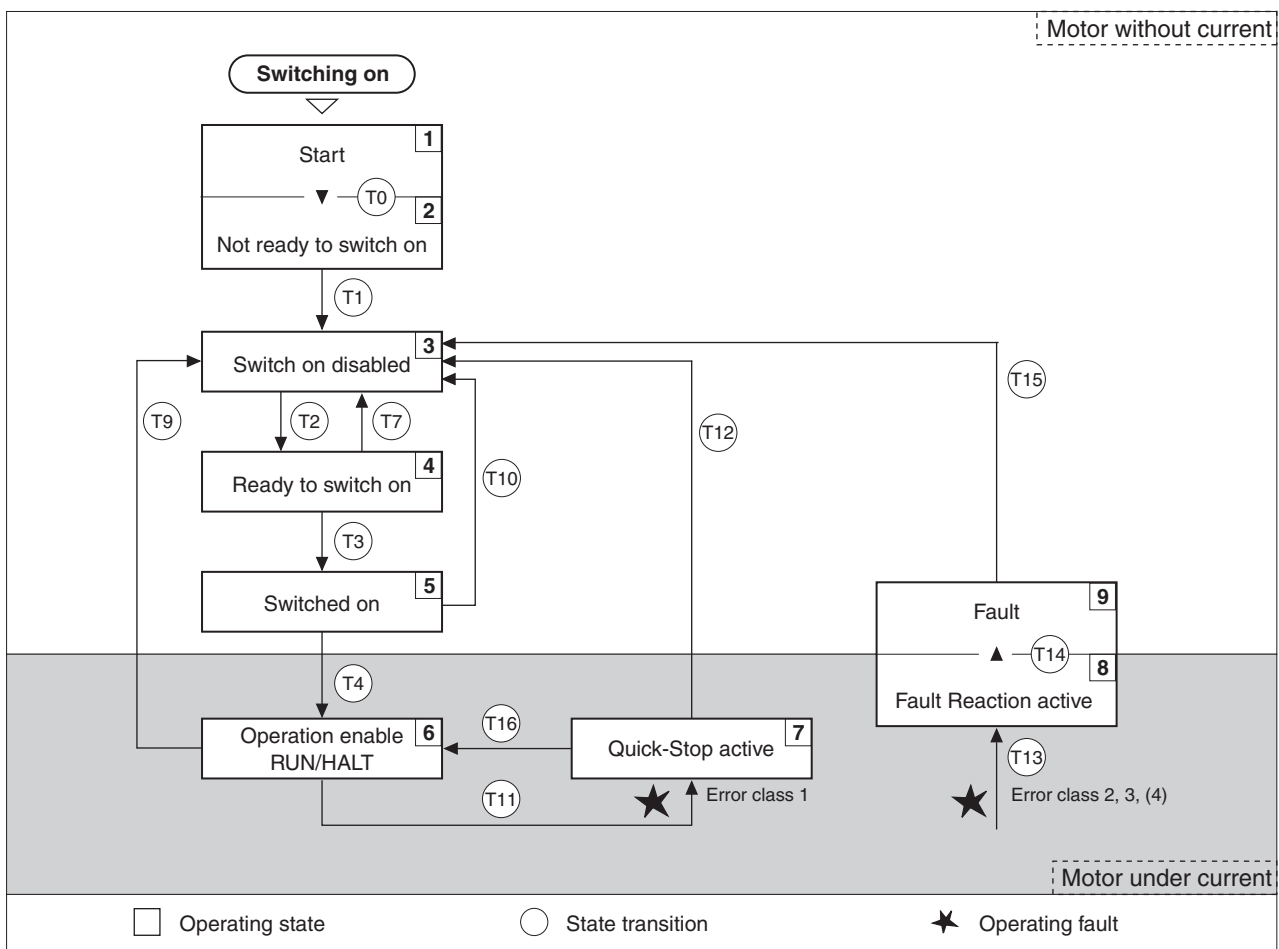 Motor without current
Switching on
1
Start
T0
2
Not ready to switch on
T1
3
Switch on disabled
T15
T9
T2
T7
T12
4
Ready to switch on
T10
T3
5
Switched on
9
Fault
T14
8
Fault Reaction active
T4
6
Operation enable
RUN/HALT
T16
7
Quick-Stop active
T13
T11
Error class 1
Error class 2, 3, (4)
Motor under current
Operating state
State transition
Operating fault